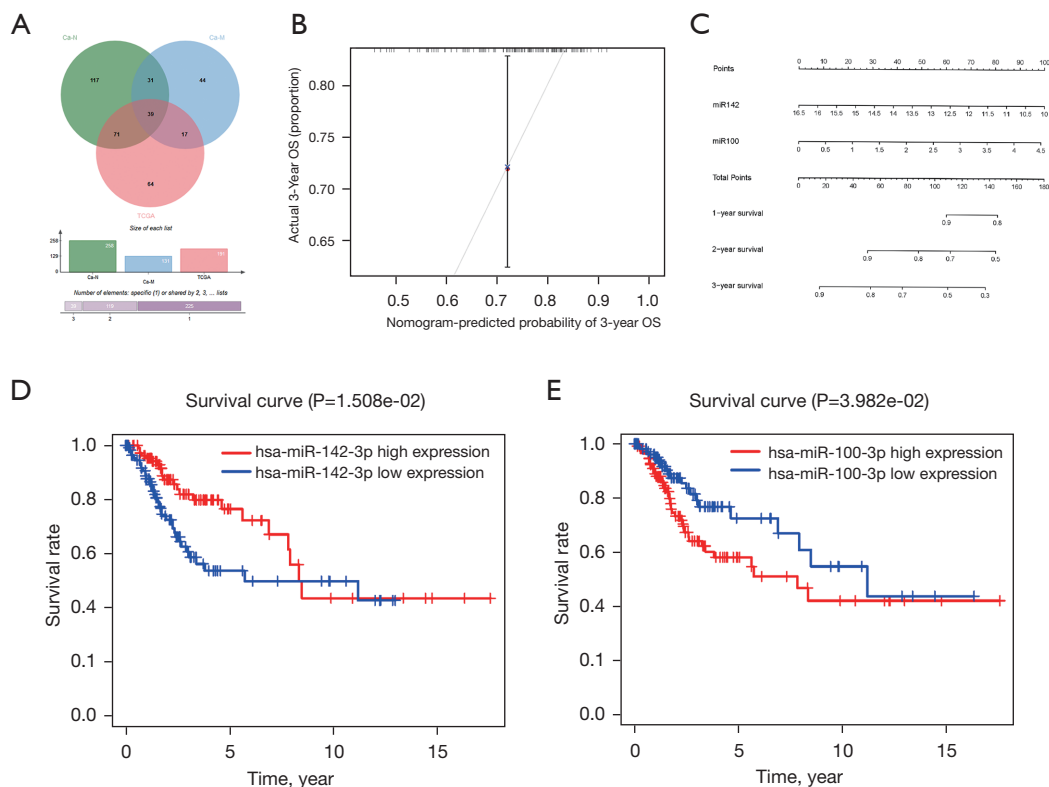 A
Ca-N
Ca-M
117
31
44
39
71
17
64
TCGA
Size of each list
258
129
0
258
131
191
Ca-N
Ca-M
TCGA
Number of elements: specific (1) or shared by 2, 3, ... lists
39
119
225
3
2
1
B
Actual 3-Year OS (proportion)
0.80
0.75
0.70
0.65
0.5 0.6 0.7 0.8 0.9 1.0
Nomogram-predicted probability of 3-year OS
C
Points
0 10 20 30 40 50 60 70 80 90 100
miR142
16.5 16 15.5 15 14.5 14 13.5 13 12.5 12 11.5 11 10.5 10
miR100
0 0.5 1 1.5 2 2.5 3 3.5 4 4.5
Total Points
0 20 40 60 80 100 120 140 160 180
1-year survival
0.9 0.8
2-year survival
0.9 0.8 0.7 0.5
3-year survival
0.9 0.8 0.7 0.5 0.3
D
Survival curve (P=1.508e-02)
hsa-miR-142-3p high expression
hsa-miR-142-3p low expression
Survival rate
1.0
0.8
0.6
0.4
0.1
0.0
0 5 10 15
Time, year
E
Survival curve (P=3.982e-02)
hsa-miR-100-3p high expression
hsa-miR-100-3p low expression
Survival rate
1.0
0.8
0.6
0.4
0.1
0.0
0 5 10 15
Time, year